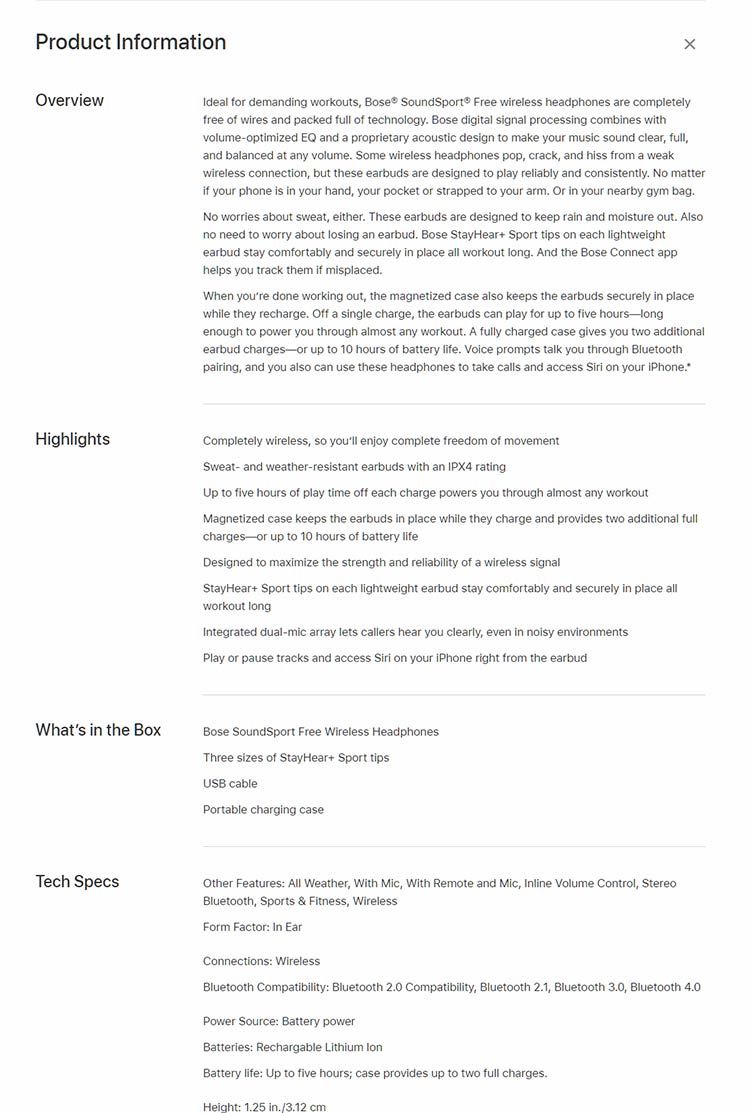 Product Information
Overview
Ideal for demanding workouts, Bose® SoundSport® Free wireless headphones are completely
free of wires and packed full of technology. Bose digital signal processing combines with
volume-optimized EQ and a proprietary acoustic design to make your music sound clear, full,
and balanced at any volume. Some wireless headphones pop, crack, and hiss from a weak
wireless connection, but these earbuds are designed to play reliably and consistently. No matter
if your phone is in your hand, your pocket or strapped to your arm. Or in your nearby gym bag.
No worries about sweat, either. These earbuds are designed to keep rain and moisture out. Also
no need to worry about losing an earbud. Bose StayHear+ Sport tips on each lightweight
earbud stay comfortably and securely in place all workout long. And the Bose Connect app
helps you track them if misplaced.
When you're done working out, the magnetized case also keeps the earbuds securely in place
while they recharge. Off a single charge, the earbuds can play for up to five hours—long
enough to power you through almost any workout. A fully charged case gives you two additional
earbud charges—or up to 10 hours of battery life. Voice prompts talk you through Bluetooth
pairing, and you also can use these headphones to take calls and access Siri on your iPhone.*
Highlights
Completely wireless, so you'll enjoy complete freedom of movement
Sweat- and weather-resistant earbuds with an IPX4 rating
Up to five hours of play time off each charge powers you through almost any workout
Magnetized case keeps the earbuds in place while they charge and provides two additional full
charges—or up to 10 hours of battery life
Designed to maximize the strength and reliability of a wireless signal
StayHear+ Sport tips on each lightweight earbud stay comfortably and securely in place all
workout long
Integrated dual-mic array lets callers hear you clearly, even in noisy environments
Play or pause tracks and access Siri on your iPhone right from the earbud
What's in the Box
Bose SoundSport Free Wireless Headphones
Three sizes of StayHear+ Sport tips
USB cable
Portable charging case
Tech Specs
Other Features: All Weather, With Mic, With Remote and Mic, Inline Volume Control, Stereo
Bluetooth, Sports & Fitness, Wireless
Form Factor: In Ear
Connections: Wireless
Bluetooth Compatibility: Bluetooth 2.0 Compatibility, Bluetooth 2.1, Bluetooth 3.0, Bluetooth 4.0
Power Source: Battery power
Batteries: Rechargable Lithium Ion
Battery life: Up to five hours; case provides up to two full charges.
Height: 1.25 in./3.12 cm